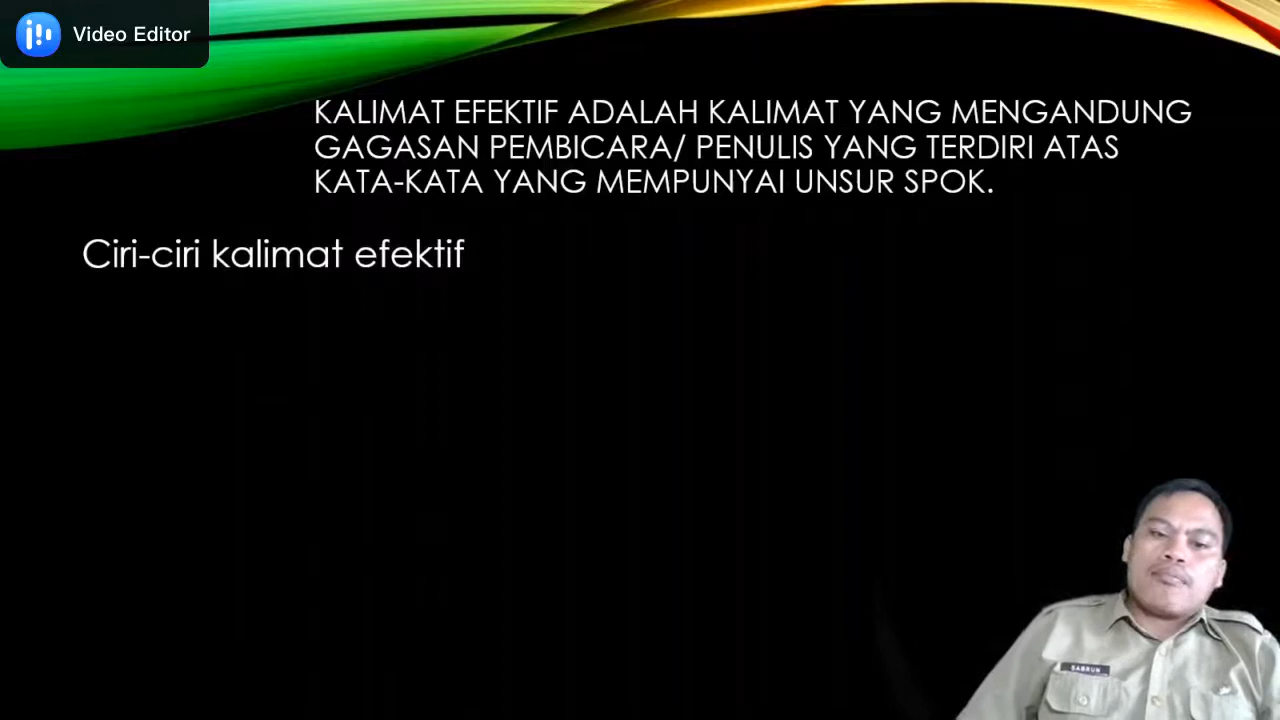 Video Editor
KALIMAT EFEKTIF ADALAH KALIMAT YANG MENGANDUNG
GAGASAN PEMBICARA/ PENULIS YANG TERDIRI ATAS
KATA-KATA YANG MEMPUNYAI UNSUR SPOK.
Ciri-ciri kalimat efektif
SABRUN